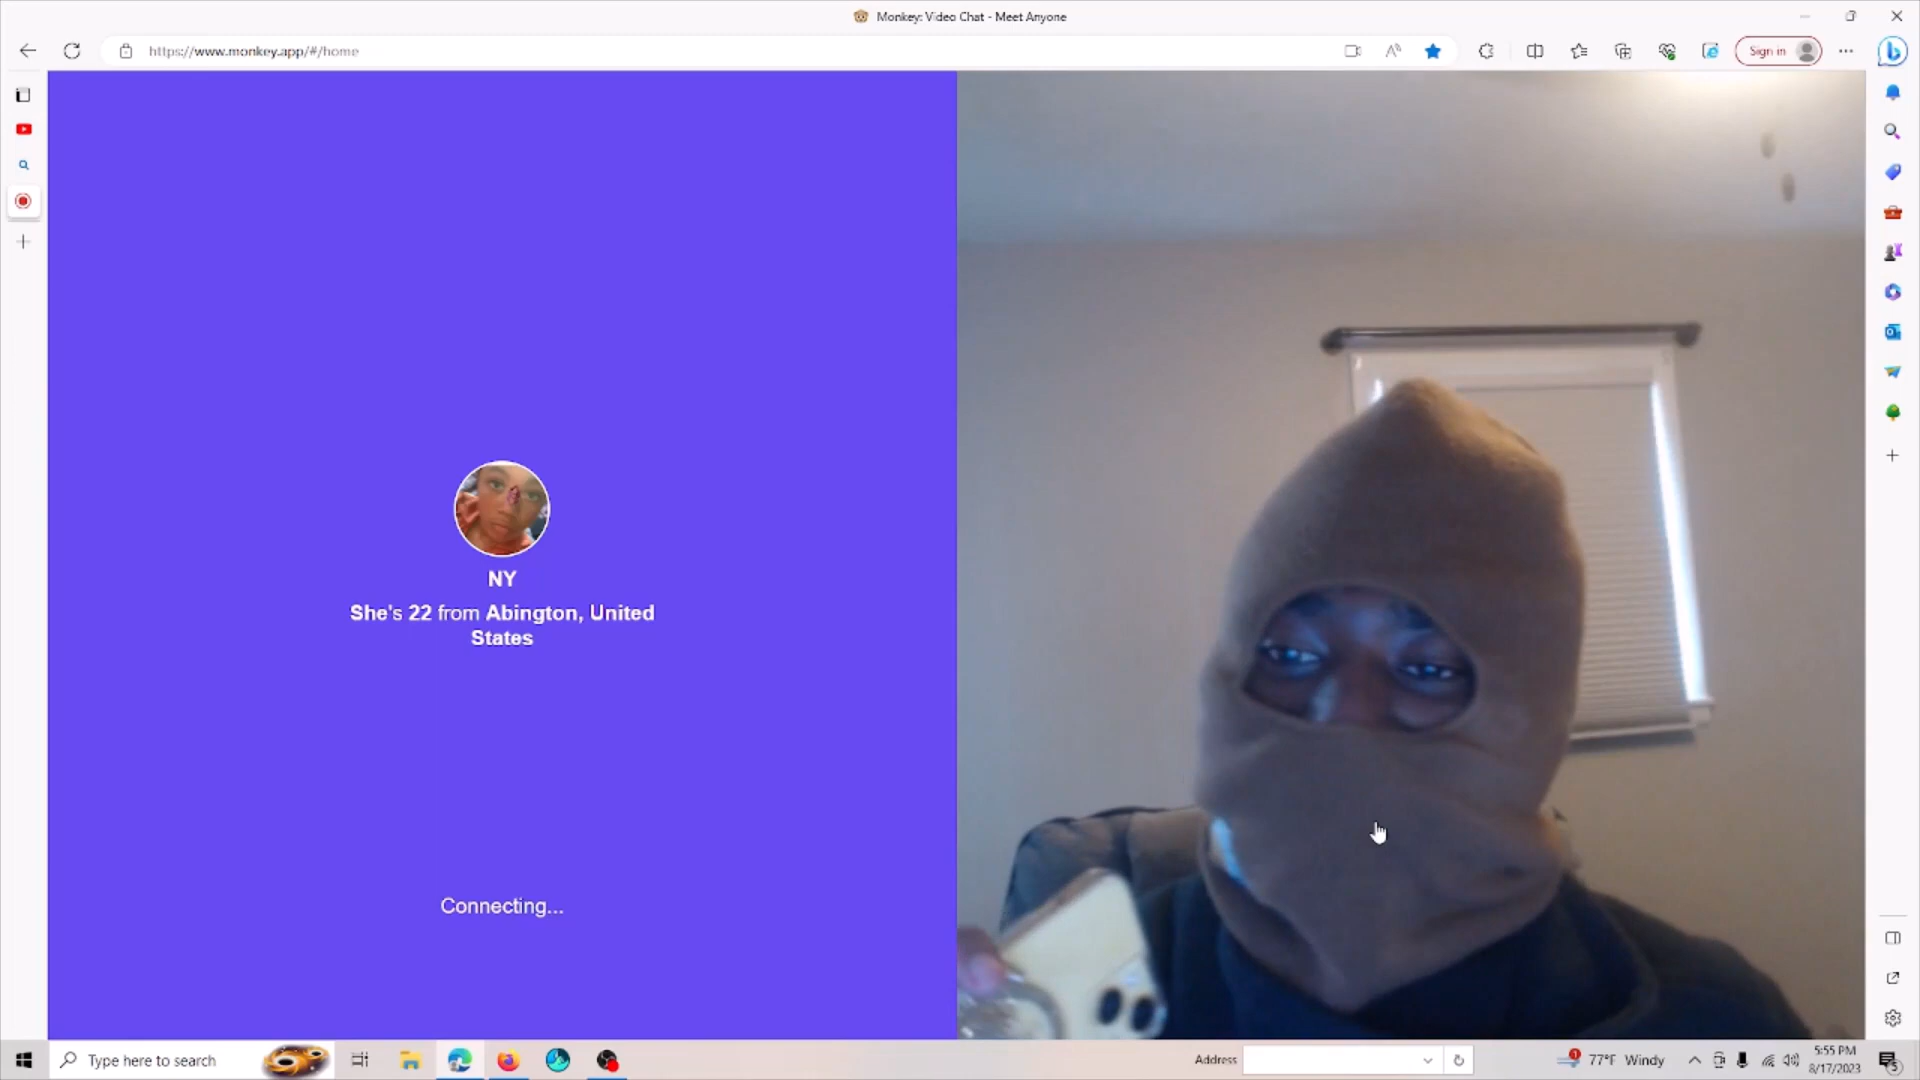 Monkey: Video Chat - Meet Anyone
https://www.monkey.app/#/home
Sign in
NY
She's 22 from Abington, United
States
Connecting...
Type here to search
Address
77°F Windy
5:55 PM
8/17/2023